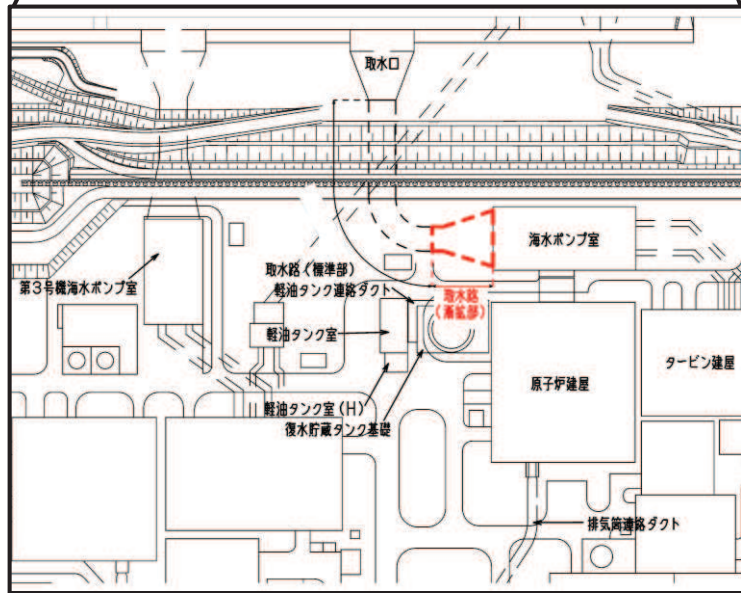 取水口
海水ポンプ室
第3号機海水ポンプ室
取水路(標準部)
取水路
(漸拡部)
軽油タンク連絡ダクト
軽油タンク室
タービン建屋
原子炉建屋
軽油タンク室(H)
復水貯蔵タンク基礎
排気筒連絡ダクト